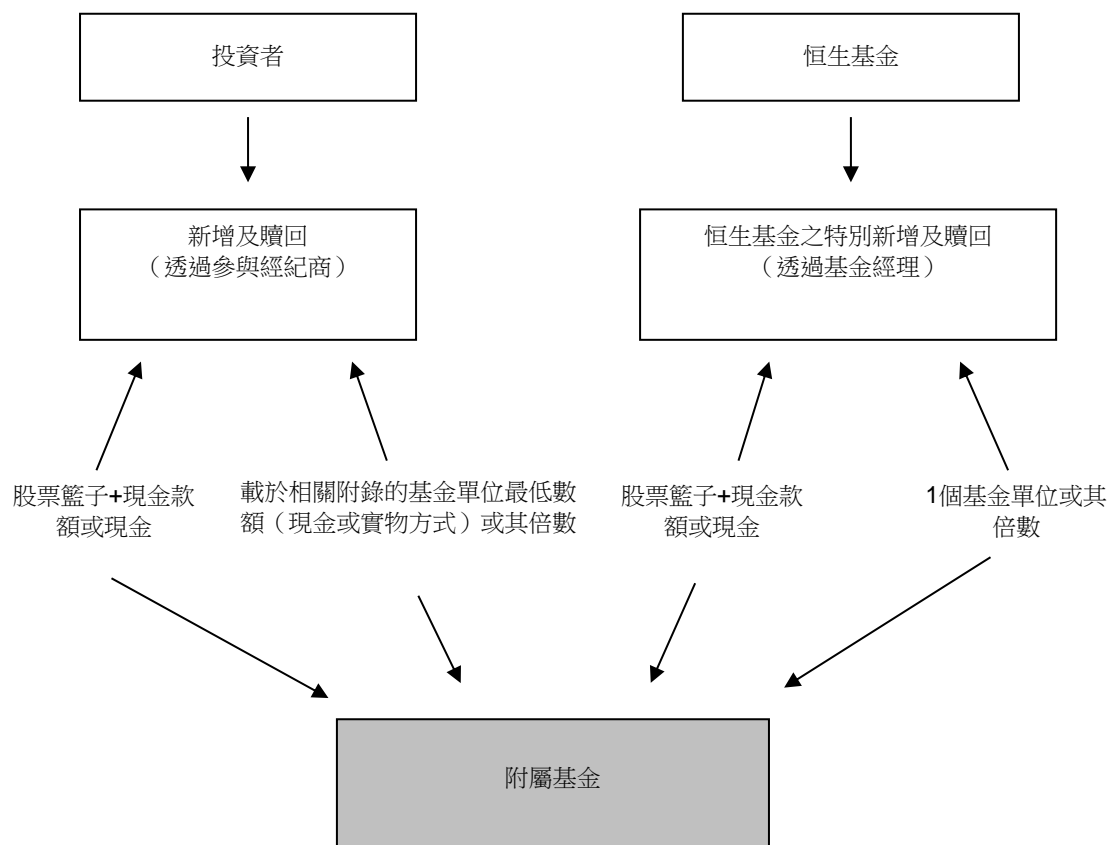 投資者
恒生基金
新增及贖回
（透過參與經紀商）
恒生基金之特別新增及贖回
（透過基金經理）
股票籃子+現金款
額或現金
載於相關附錄的基金單位最低數
額（現金或實物方式）或其倍數
股票籃子+現金款
額或現金
1個基金單位或其
倍數
附屬基金